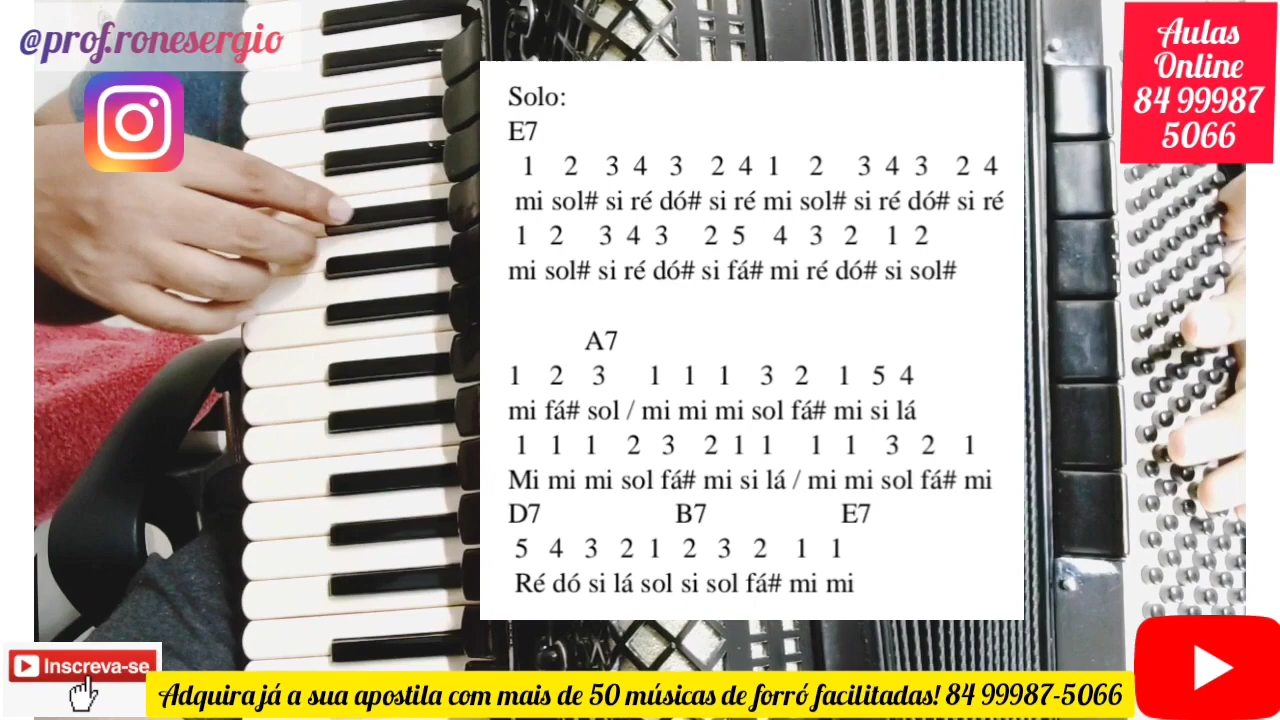 @prof.ronesergio
Aulas
Online
84 99987
5066
Solo:
E7
1 2 3 4 3 2 4 1 2 3 4 3 2 4
mi sol# si ré dó# si ré mi sol# si ré dó# si ré
1 2 3 4 3 2 5 4 3 2 1 2
mi sol# si ré dó# si fá# mi ré dó# si sol#
A7
1 2 3 1 1 1 3 2 1 5 4
mi fá# sol / mi mi mi sol fá# mi si lá
1 1 1 2 3 2 1 1 1 1 3 2 1
Mi mi mi sol fá# mi si lá / mi mi sol fá# mi
D7 B7 E7
5 4 3 2 1 2 3 2 1 1
Ré dó si lá sol si sol fá# mi mi
Inscreva-se
Adquira já a sua apostila com mais de 50 músicas de forró facilitadas! 84 99987-5066